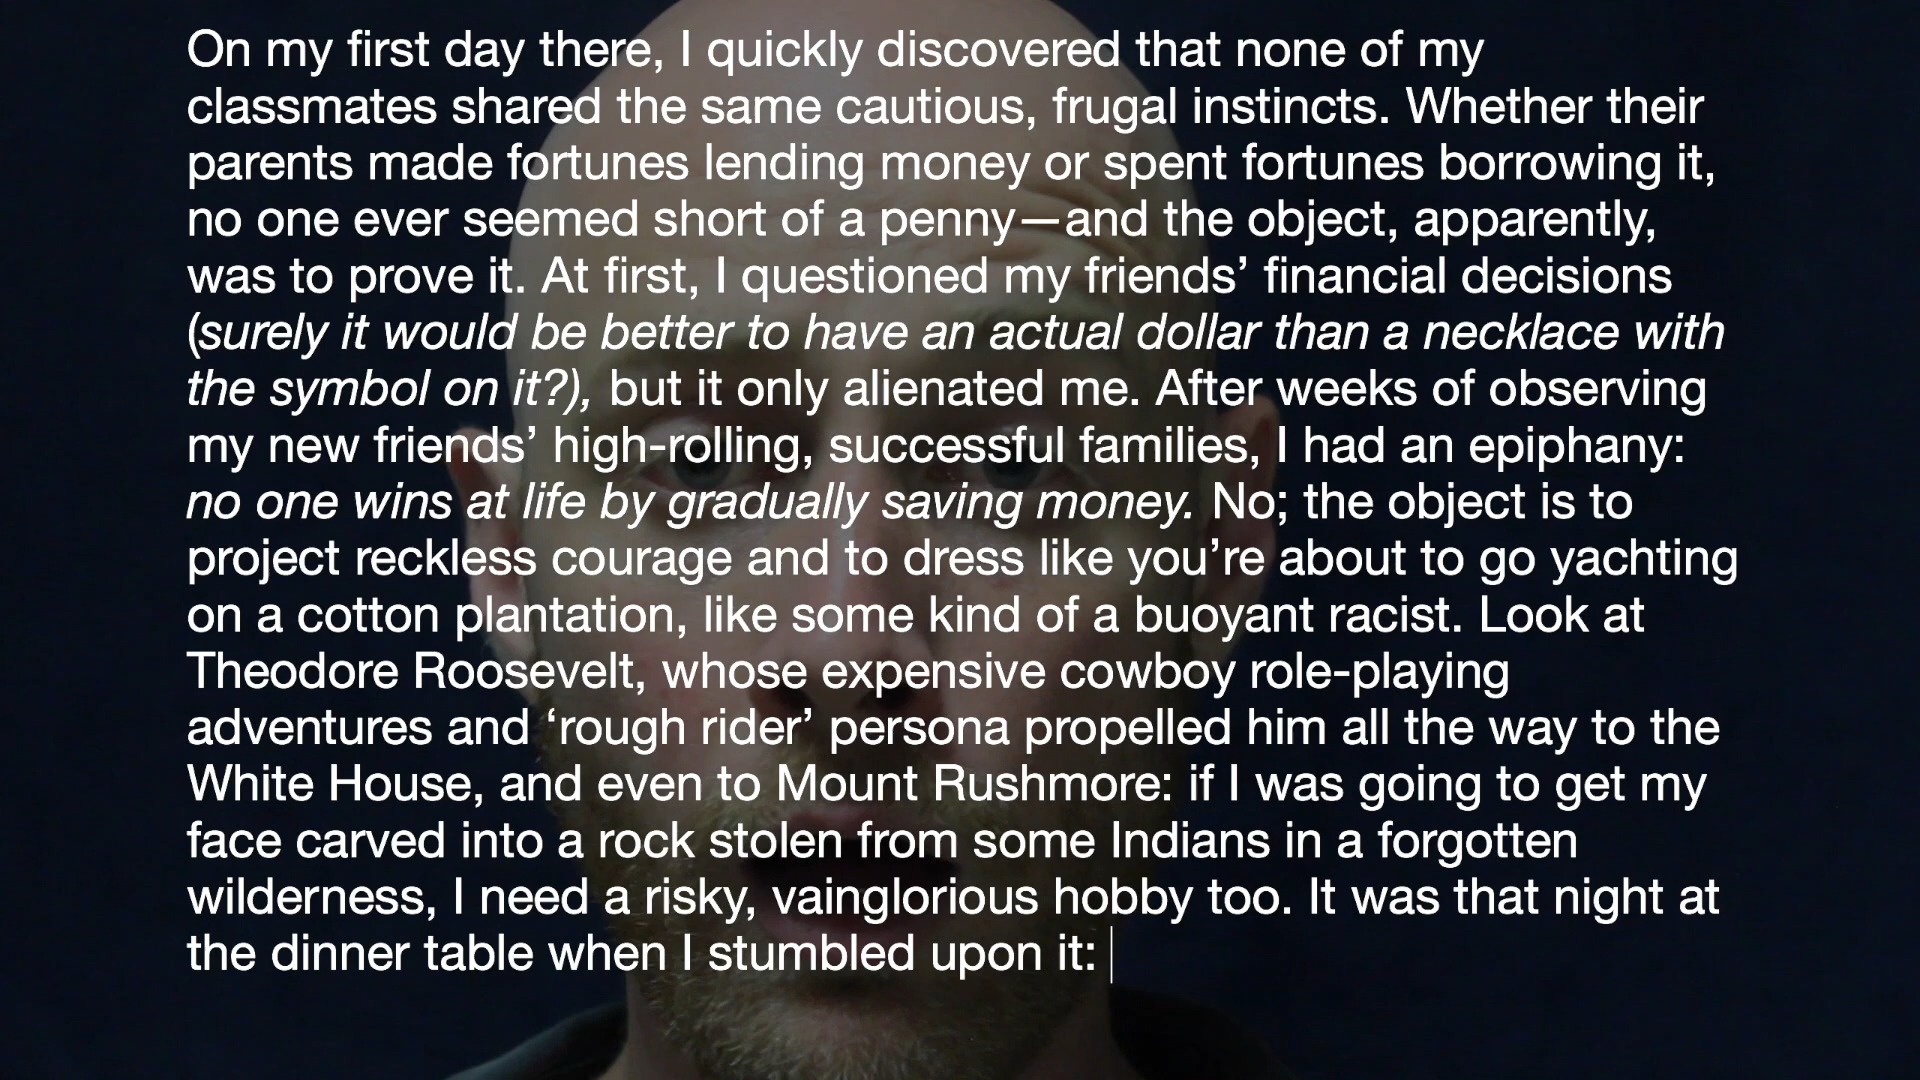 On my first day there, I quickly discovered that none of my
classmates shared the same cautious, frugal instincts. Whether their
parents made fortunes lending money or spent fortunes borrowing it,
no one ever seemed short of a penny—and the object, apparently,
was to prove it. At first, I questioned my friends’ financial decisions
(surely it would be better to have an actual dollar than a necklace with
the symbol on it?), but it only alienated me. After weeks of observing
my new friends’ high-rolling, successful families, I had an epiphany:
no one wins at life by gradually saving money. No; the object is to
project reckless courage and to dress like you’re about to go yachting
on a cotton plantation, like some kind of a buoyant racist. Look at
Theodore Roosevelt, whose expensive cowboy role-playing
adventures and ‘rough rider’ persona propelled him all the way to the
White House, and even to Mount Rushmore: if I was going to get my
face carved into a rock stolen from some Indians in a forgotten
wilderness, I need a risky, vainglorious hobby too. It was that night at
the dinner table when I stumbled upon it: